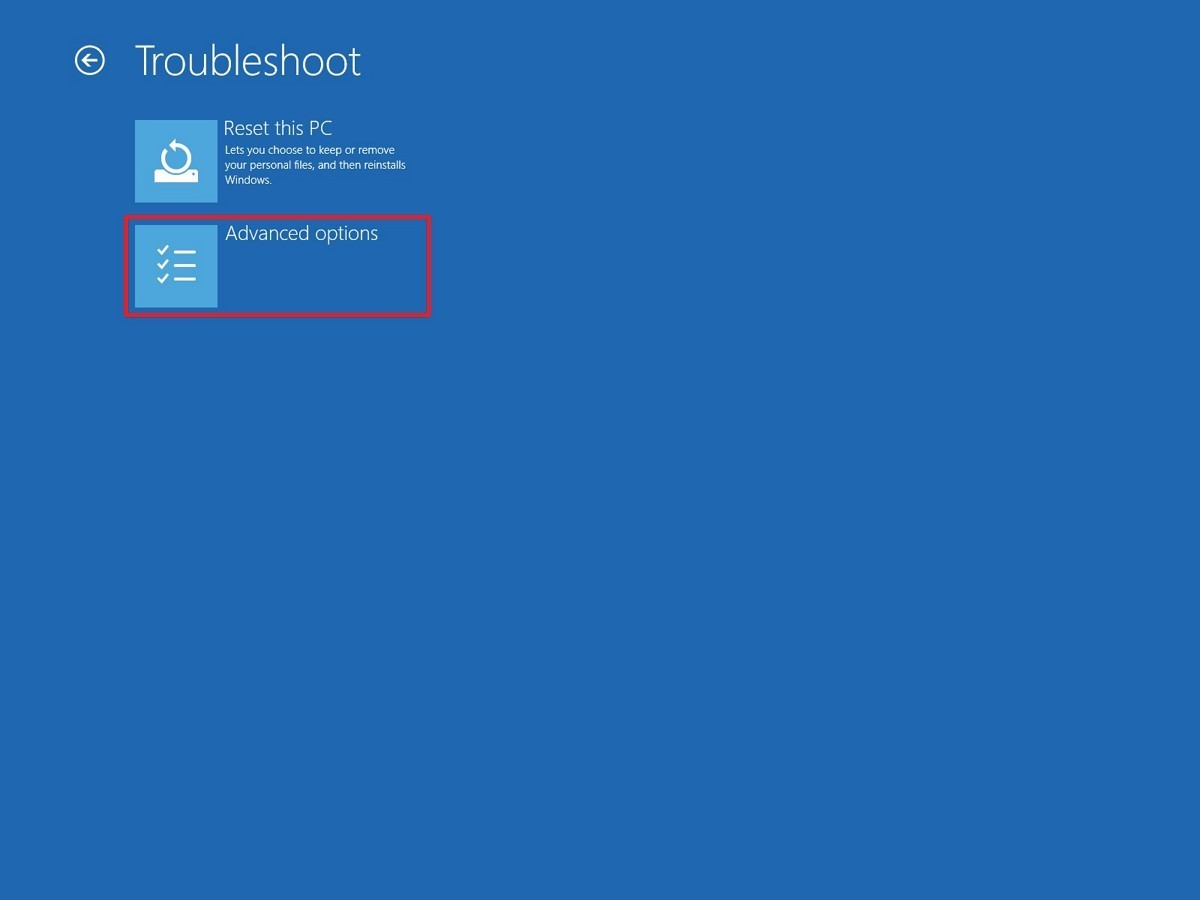 Troubleshoot
Reset this PC
Lets you choose to keep or remove
your personal files, and then reinstalls
Windows.
Advanced options